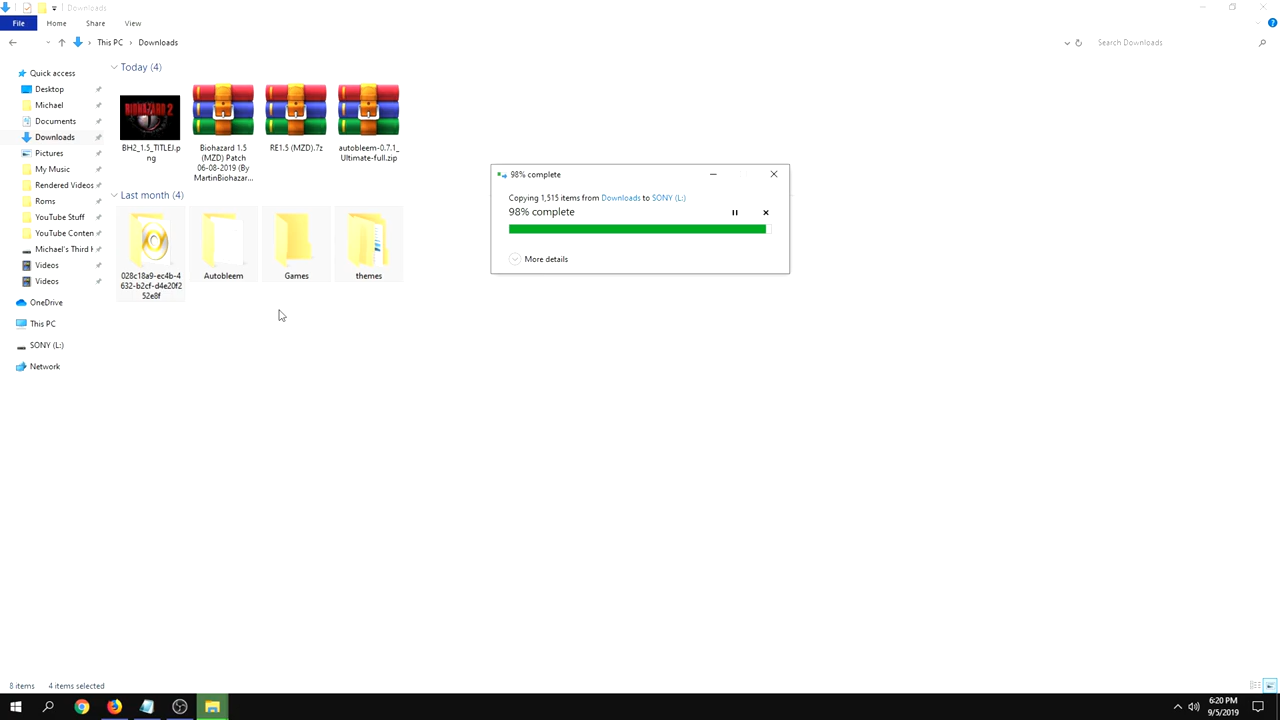 Downloads
File
Home
Share
View
This PC
Downloads
Search Downloads
Quick access
Desktop
Michael
Documents
Downloads
Pictures
My Music
Rendered Videos
Roms
YouTube Stuff
YouTube Conten
Michael's Third H
Videos
Videos
OneDrive
This PC
SONY (L:)
Network
Today (4)
BIOHAZARD 2
BH2_1.5_TITLEJ.p
ng
Biohazard 1.5
(MZD) Patch
06-08-2019 (By
MartinBiohazar...
RE1.5 (MZD).7z
autobleem-0.7.1_
Ultimate-full.zip
Last month (4)
028c18a9-ec4b-4
632-b2cf-d4e20f2
52e8f
Autobleem
Games
themes
98% complete
Copying 1,515 items from Downloads to SONY (L:)
98% complete
More details
8 items
4 items selected
6:20 PM
9/5/2019